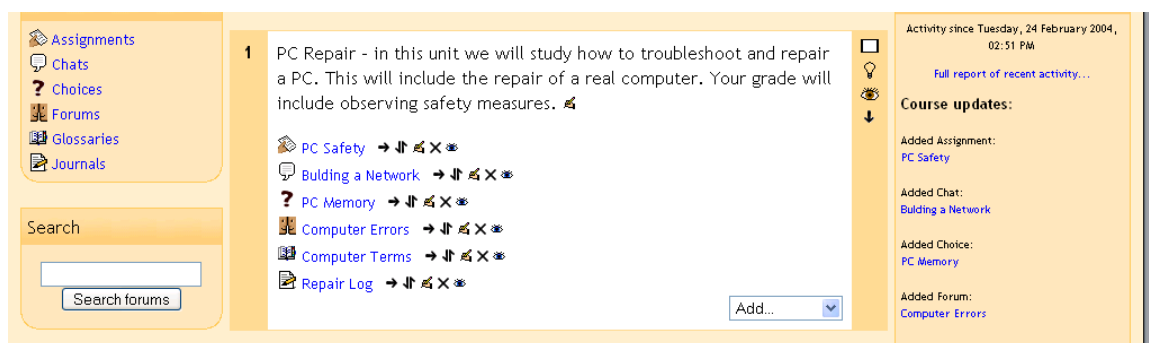 Assignments
Chats
Choices
Forums
Glossaries
Journals
Search
Search forums
1
PC Repair - in this unit we will study how to troubleshoot and repair
a PC. This will include the repair of a real computer. Your grade will
include observing safety measures.
PC Safety
Bulding a Network
PC Memory
Computer Errors
Computer Terms
Repair Log
Add...
Activity since Tuesday, 24 February 2004,
02:51 PM
Full report of recent activity...
Course updates:
Added Assignment:
PC Safety
Added Chat:
Bulding a Network
Added Choice:
PC Memory
Added Forum:
Computer Errors